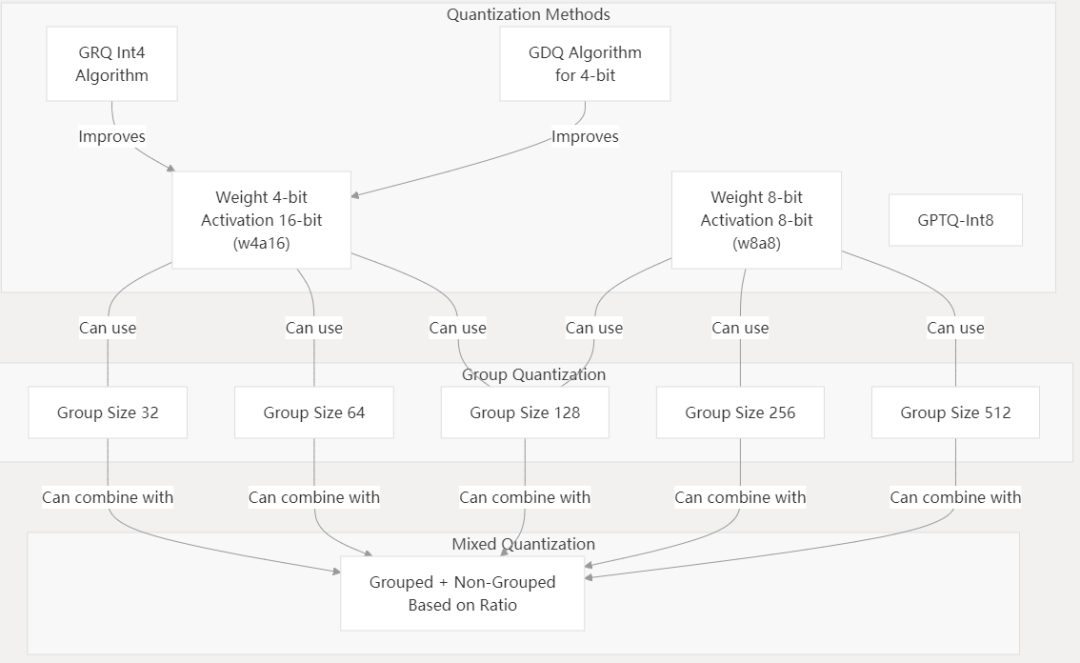 Quantization Methods
GRQ Int4
Algorithm
GDQ Algorithm
for 4-bit
Improves
Improves
Weight 4-bit
Activation 16-bit
(w4a16)
Weight 8-bit
Activation 8-bit
(w8a8)
GPTQ-Int8
Can use
Can use
Can use
Can use
Can use
Can use
Group Quantization
Group Size 32
Group Size 64
Group Size 128
Group Size 256
Group Size 512
Can combine with
Can combine with
Can combine with
Can combine with
Can combine with
Mixed Quantization
Grouped + Non-Grouped
Based on Ratio